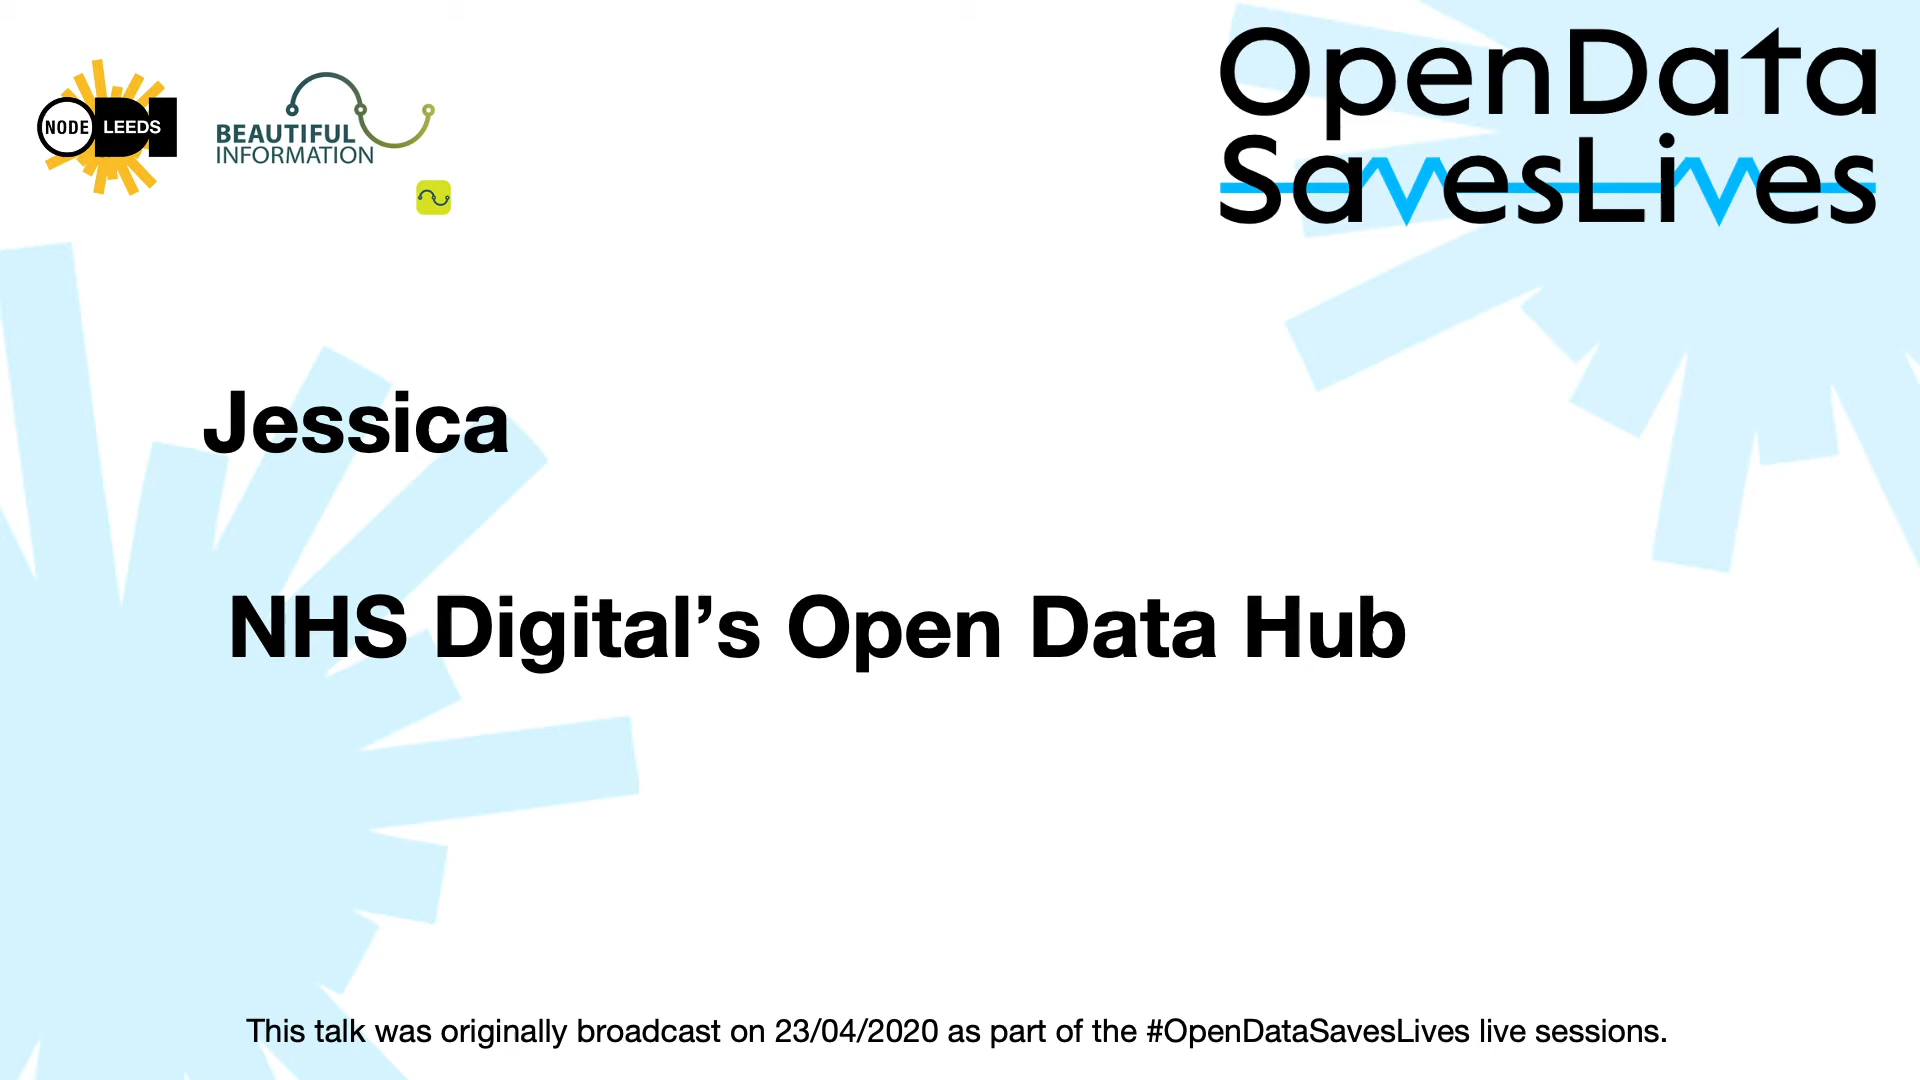 NODE LEEDS
ODI
BEAUTIFUL
INFORMATION
OpenData
SavesLives
Jessica
NHS Digital’s Open Data Hub
This talk was originally broadcast on 23/04/2020 as part of the #OpenDataSavesLives live sessions.